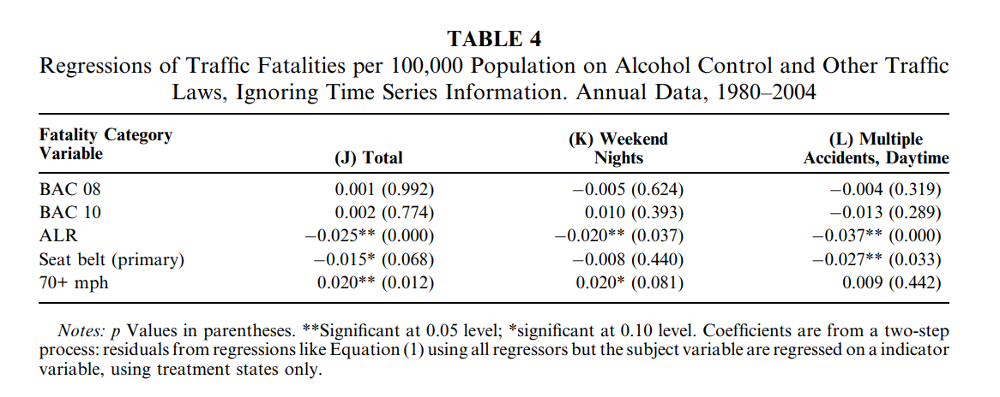 TABLE 4
Regressions of Traffic Fatalities per 100,000 Population on Alcohol Control and Other Traffic
Laws, Ignoring Time Series Information. Annual Data, 1980–2004
Fatality Category
Variable (J) Total (K) Weekend
Nights (L) Multiple
Accidents, Daytime
BAC 08 0.001 (0.992) −0.005 (0.624) −0.004 (0.319)
BAC 10 0.002 (0.774) 0.010 (0.393) −0.013 (0.289)
ALR −0.025** (0.000) −0.020** (0.037) −0.037** (0.000)
Seat belt (primary) −0.015* (0.068) −0.008 (0.440) −0.027** (0.033)
70+ mph 0.020** (0.012) 0.020* (0.081) 0.009 (0.442)
Notes: p Values in parentheses. **Significant at 0.05 level; *significant at 0.10 level. Coefficients are from a two-step
process: residuals from regressions like Equation (1) using all regressors but the subject variable are regressed on a indicator
variable, using treatment states only.